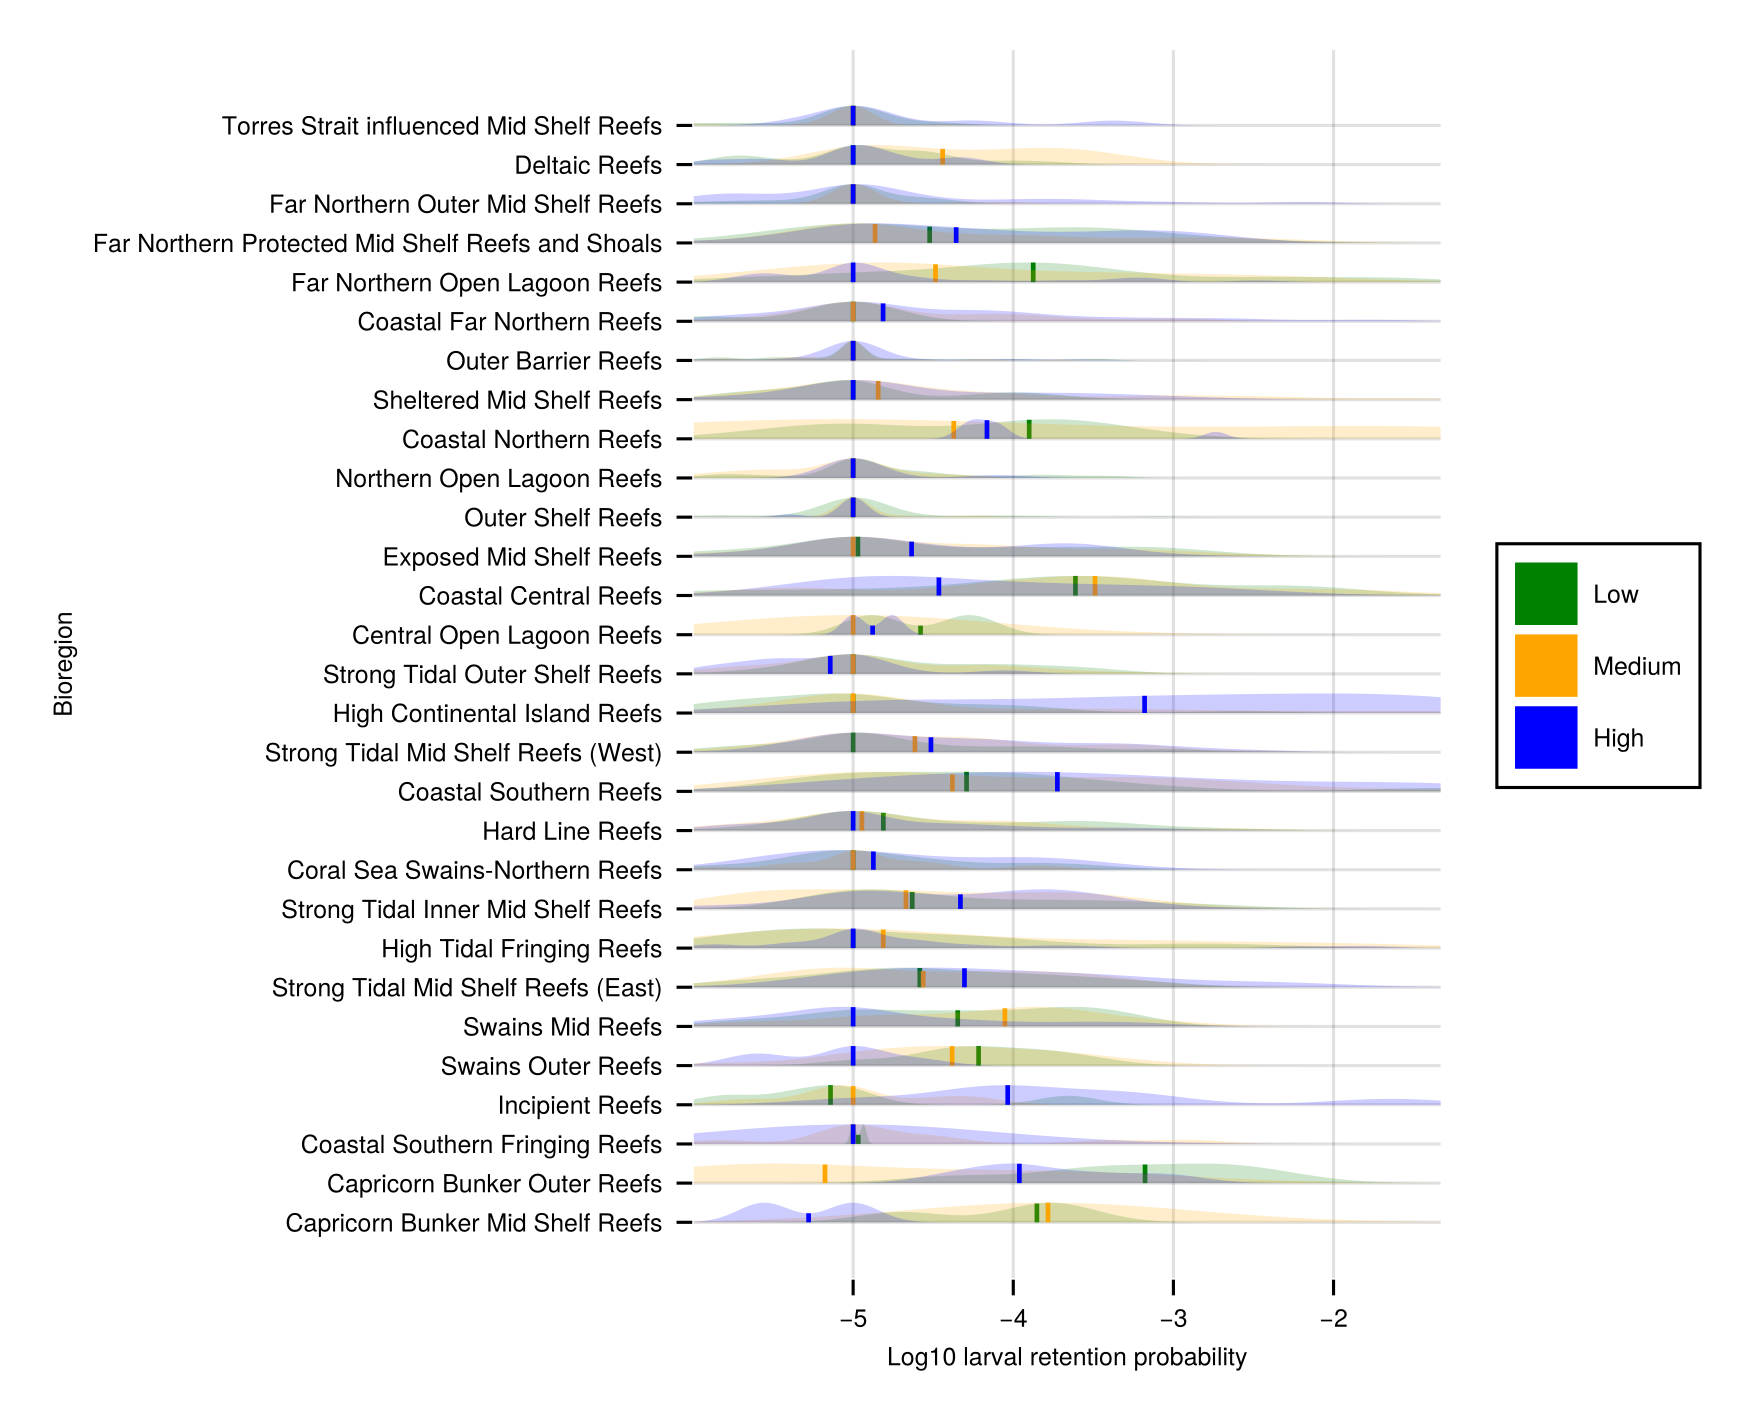 Torres Strait influenced Mid Shelf Reefs
Deltaic Reefs
Far Northern Outer Mid Shelf Reefs
Far Northern Protected Mid Shelf Reefs and Shoals
Far Northern Open Lagoon Reefs
Coastal Far Northern Reefs
Outer Barrier Reefs
Sheltered Mid Shelf Reefs
Coastal Northern Reefs
Northern Open Lagoon Reefs
Outer Shelf Reefs
Exposed Mid Shelf Reefs
Coastal Central Reefs
Central Open Lagoon Reefs
Strong Tidal Outer Shelf Reefs
High Continental Island Reefs
Strong Tidal Mid Shelf Reefs (West)
Coastal Southern Reefs
Hard Line Reefs
Coral Sea Swains-Northern Reefs
Strong Tidal Inner Mid Shelf Reefs
High Tidal Fringing Reefs
Strong Tidal Mid Shelf Reefs (East)
Swains Mid Reefs
Swains Outer Reefs
Incipient Reefs
Coastal Southern Fringing Reefs
Capricorn Bunker Outer Reefs
Capricorn Bunker Mid Shelf Reefs
Bioregion
−5 −4 −3 −2
Log10 larval retention probability
Low
Medium
High